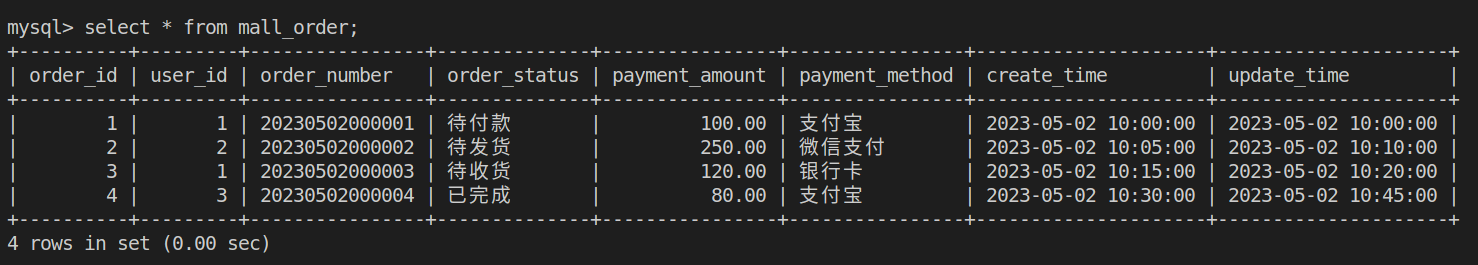 mysql> select * from mall_order;
+----------+---------+----------------+--------------+----------------+----------------+---------------------+---------------------+
| order_id | user_id | order_number   | order_status | payment_amount | payment_method | create_time         | update_time         |
+----------+---------+----------------+--------------+----------------+----------------+---------------------+---------------------+
|        1 |       1 | 20230502000001 | 待付款       |         100.00 | 支付宝         | 2023-05-02 10:00:00 | 2023-05-02 10:00:00 |
|        2 |       2 | 20230502000002 | 待发货       |         250.00 | 微信支付       | 2023-05-02 10:05:00 | 2023-05-02 10:10:00 |
|        3 |       1 | 20230502000003 | 待收货       |         120.00 | 银行卡         | 2023-05-02 10:15:00 | 2023-05-02 10:20:00 |
|        4 |       3 | 20230502000004 | 已完成       |          80.00 | 支付宝         | 2023-05-02 10:30:00 | 2023-05-02 10:45:00 |
+----------+---------+----------------+--------------+----------------+----------------+---------------------+---------------------+
4 rows in set (0.00 sec)